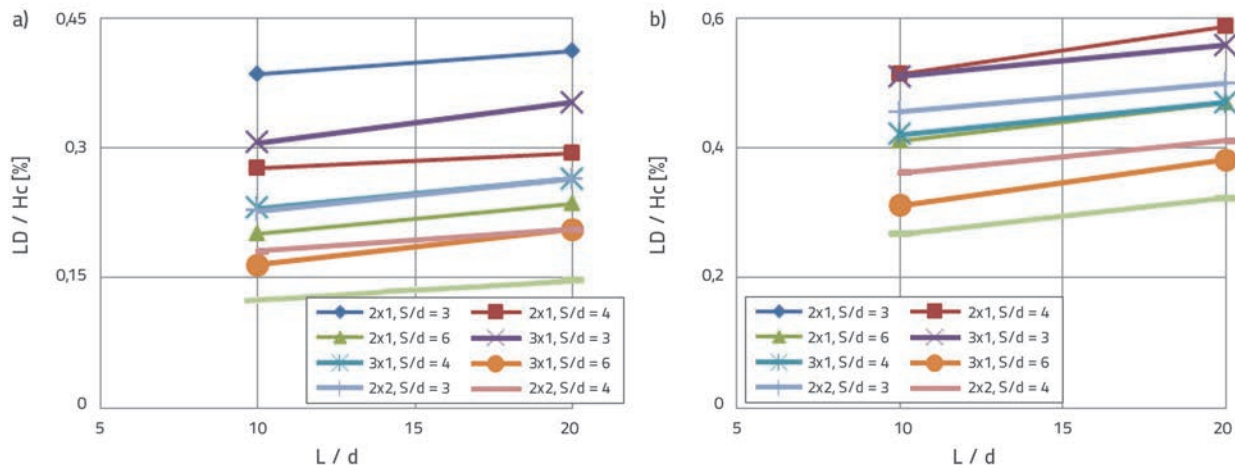 a)
LD / Hc [%]
0,45
0,3
0,15
0
5
10
15
20
L / d
2x1, S/d = 3
2x1, S/d = 4
2x1, S/d = 6
3x1, S/d = 3
3x1, S/d = 4
3x1, S/d = 6
2x2, S/d = 3
2x2, S/d = 4
b)
LD / Hc [%]
0,6
0,4
0,2
0
5
10
15
20
L / d
2x1, S/d = 3
2x1, S/d = 4
2x1, S/d = 6
3x1, S/d = 3
3x1, S/d = 4
3x1, S/d = 6
2x2, S/d = 3
2x2, S/d = 4